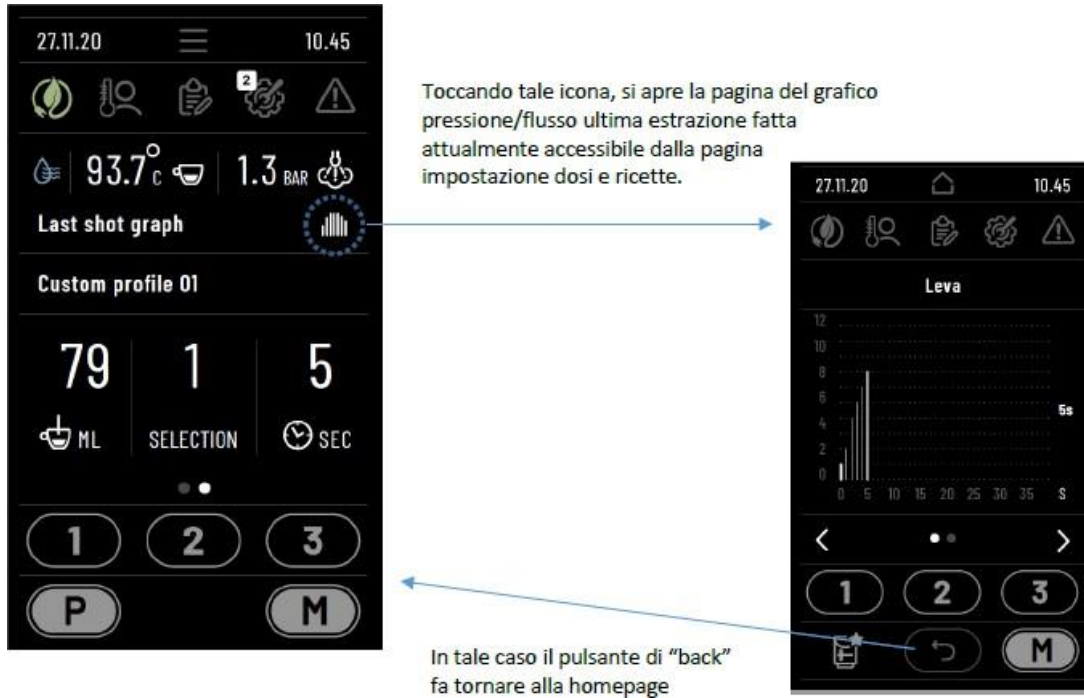 27.11.20 10.45
2
93.7°C 1.3 BAR
Last shot graph
Custom profile 01
79 1 5
ML SELECTION SEC
1 2 3
P M
Toccando tale icona, si apre la pagina del grafico
pressione/flusso ultima estrazione fatta
attualmente accessibile dalla pagina
impostazione dosi e ricette.
27.11.20 10.45
Leva
12
10
8
6
4
2
0
5s
0 5 10 15 20 25 30 35 S
1 2 3
M
In tale caso il pulsante di “back”
fa tornare alla homepage